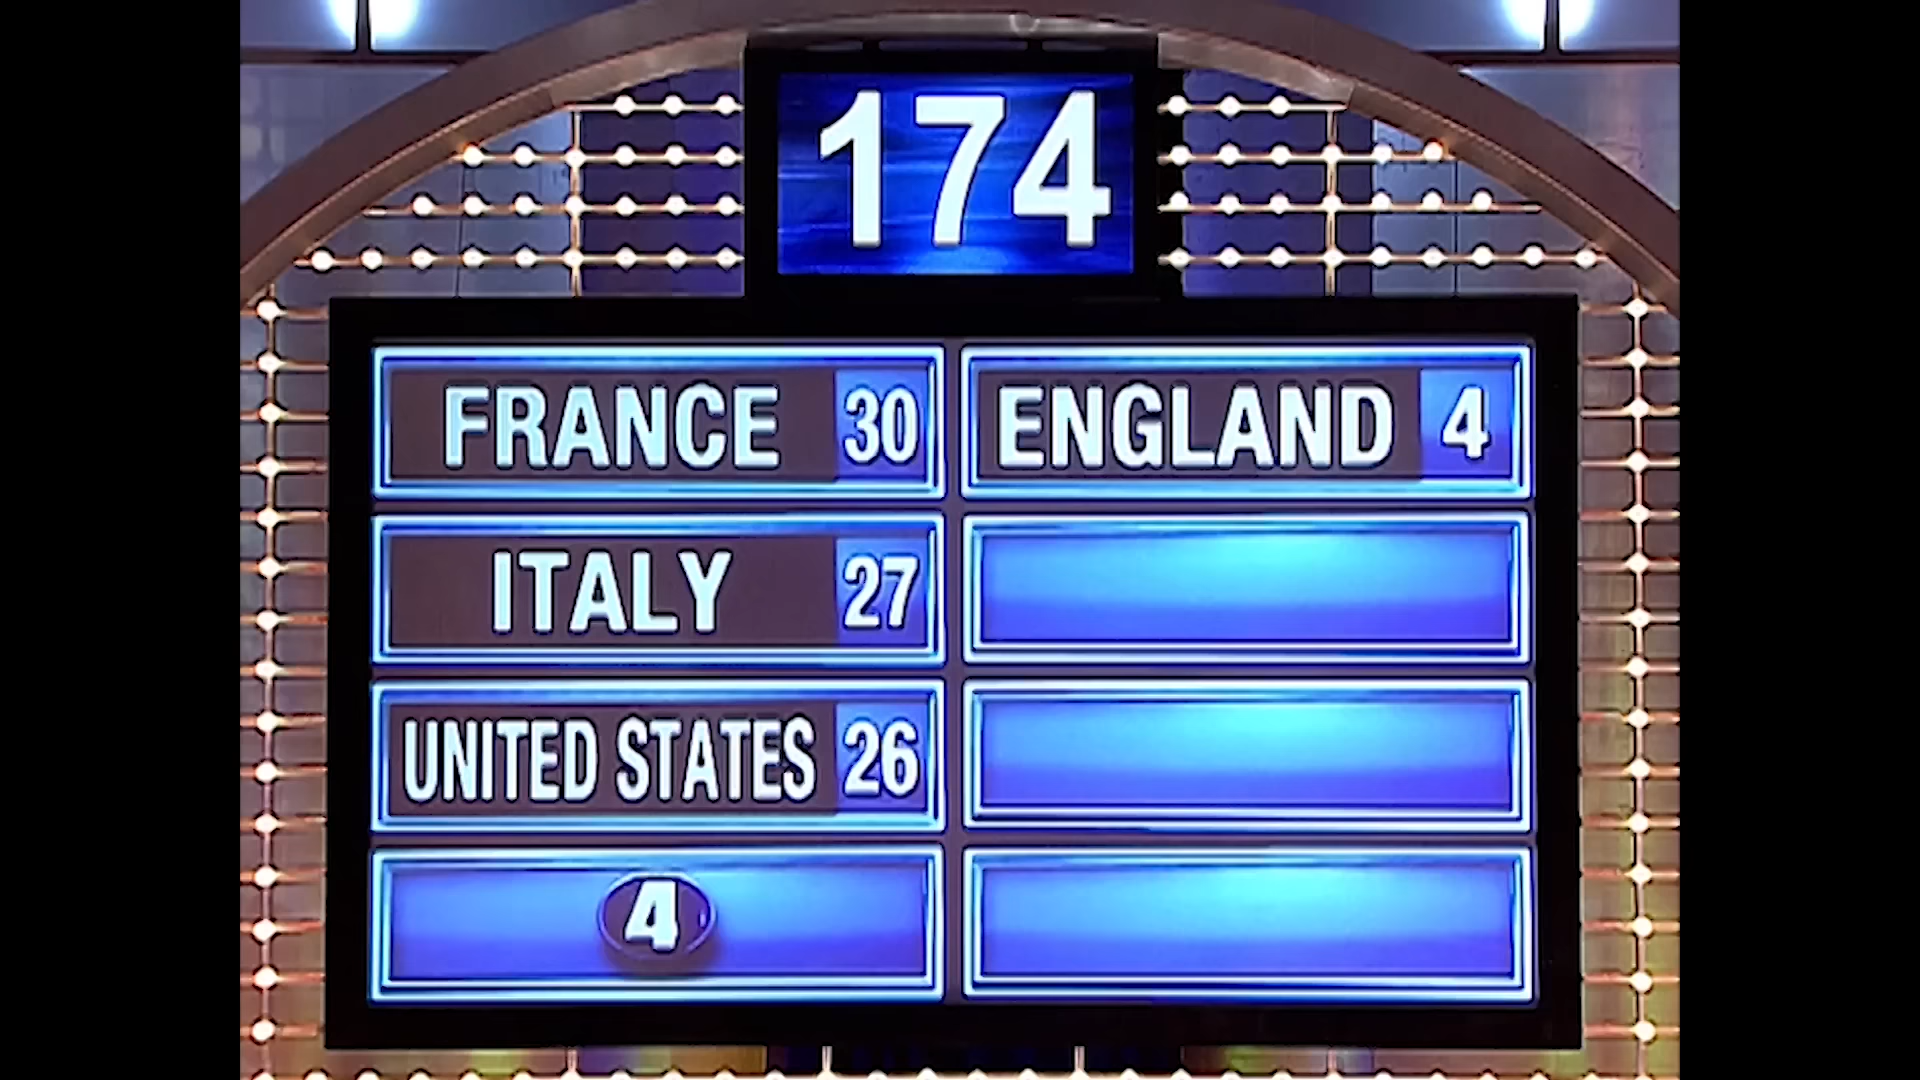 174
FRANCE 30
ITALY 27
UNITED STATES 26
4
ENGLAND 4